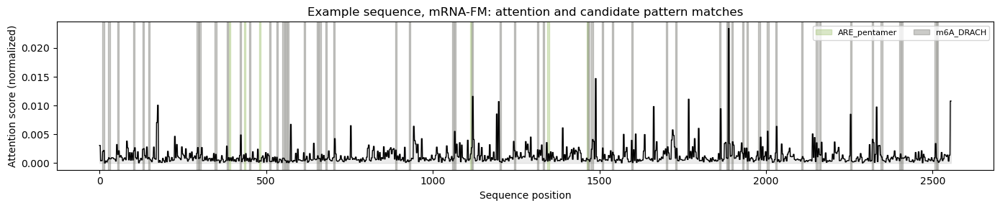 Example sequence, mRNA-FM: attention and candidate pattern matches
Attention score (normalized)
0.020
0.015
0.010
0.005
0.000
ARE_pentamer
m6A_DRACH
0
500
1000
1500
2000
2500
Sequence position